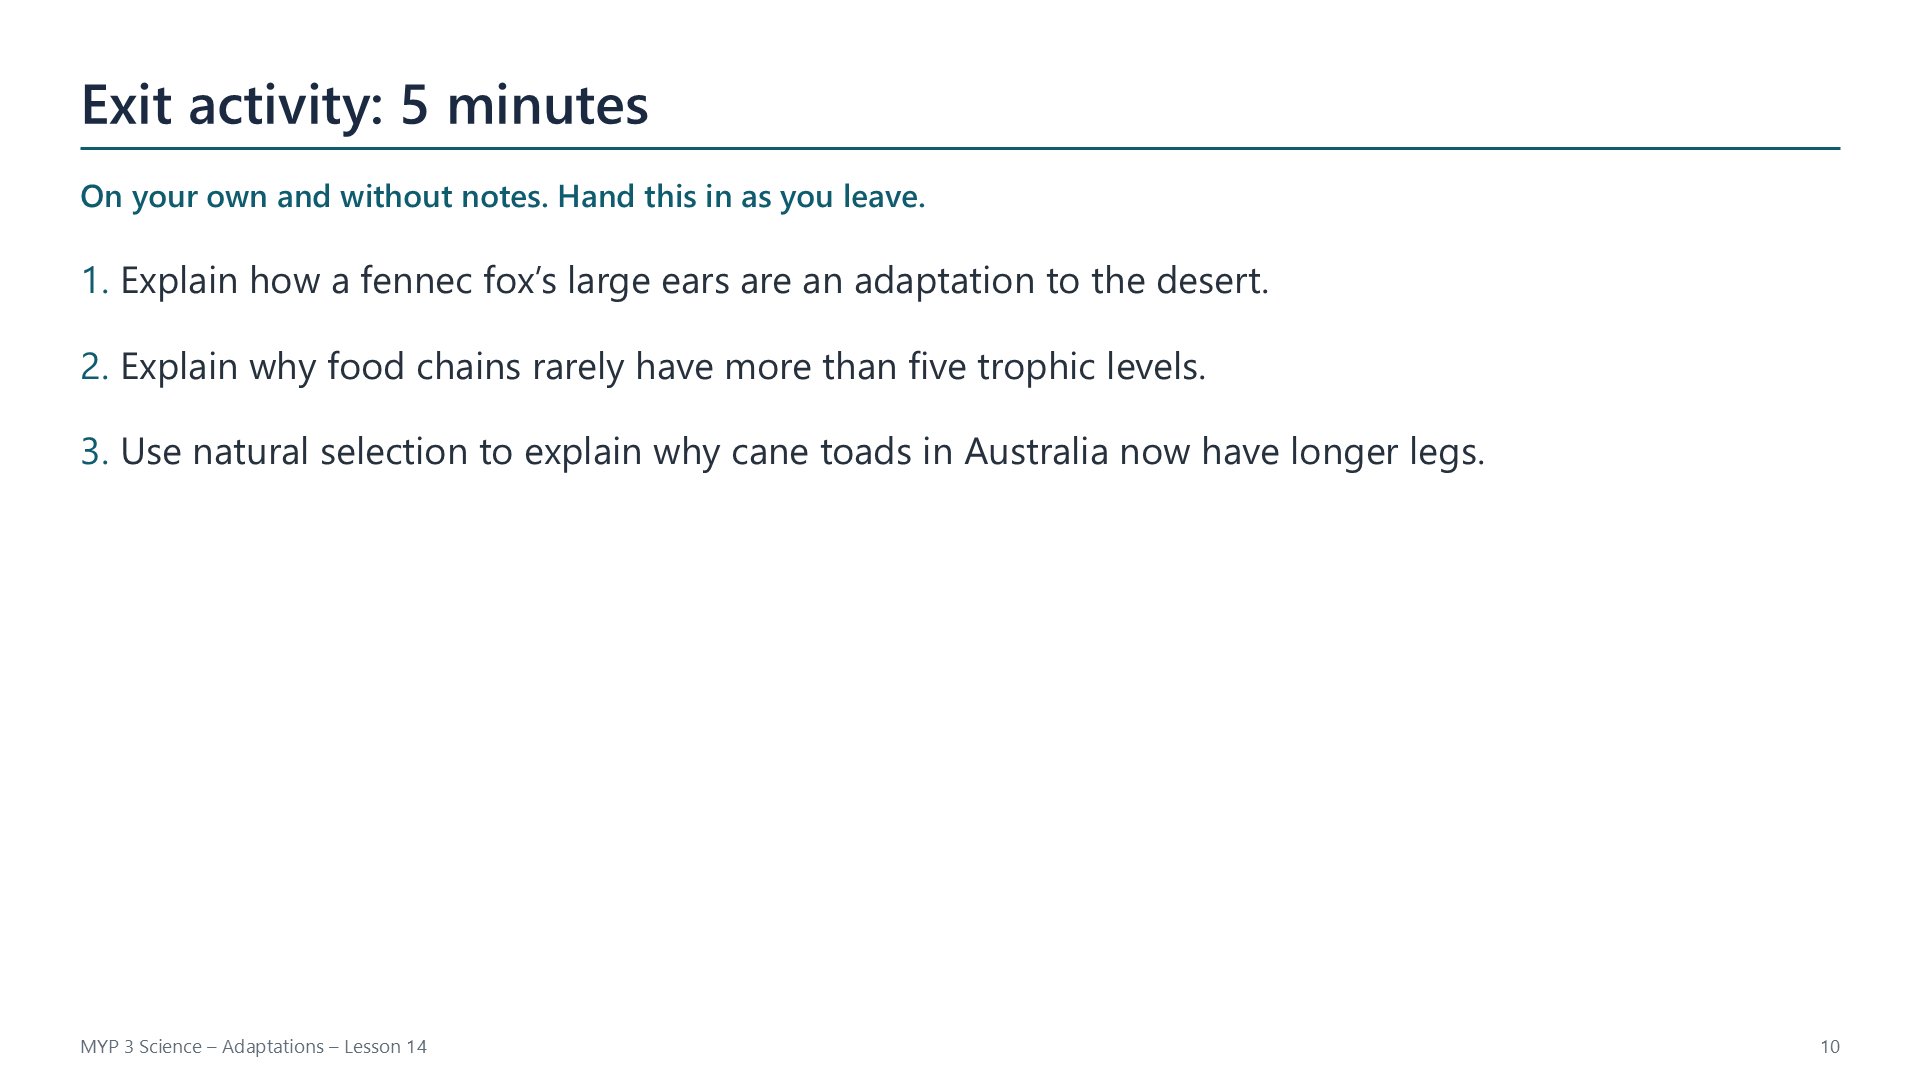 Exit activity: 5 minutes
On your own and without notes. Hand this in as you leave.
1. Explain how a fennec fox’s large ears are an adaptation to the desert.
2. Explain why food chains rarely have more than five trophic levels.
3. Use natural selection to explain why cane toads in Australia now have longer legs.
MYP 3 Science – Adaptations – Lesson 14
10